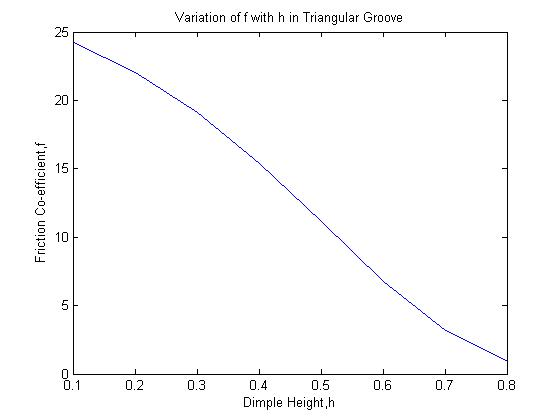 Variation of f with h in Triangular Groove
25
20
15
10
5
0
Friction Co-efficient,f
0.1 0.2 0.3 0.4 0.5 0.6 0.7 0.8
Dimple Height,h